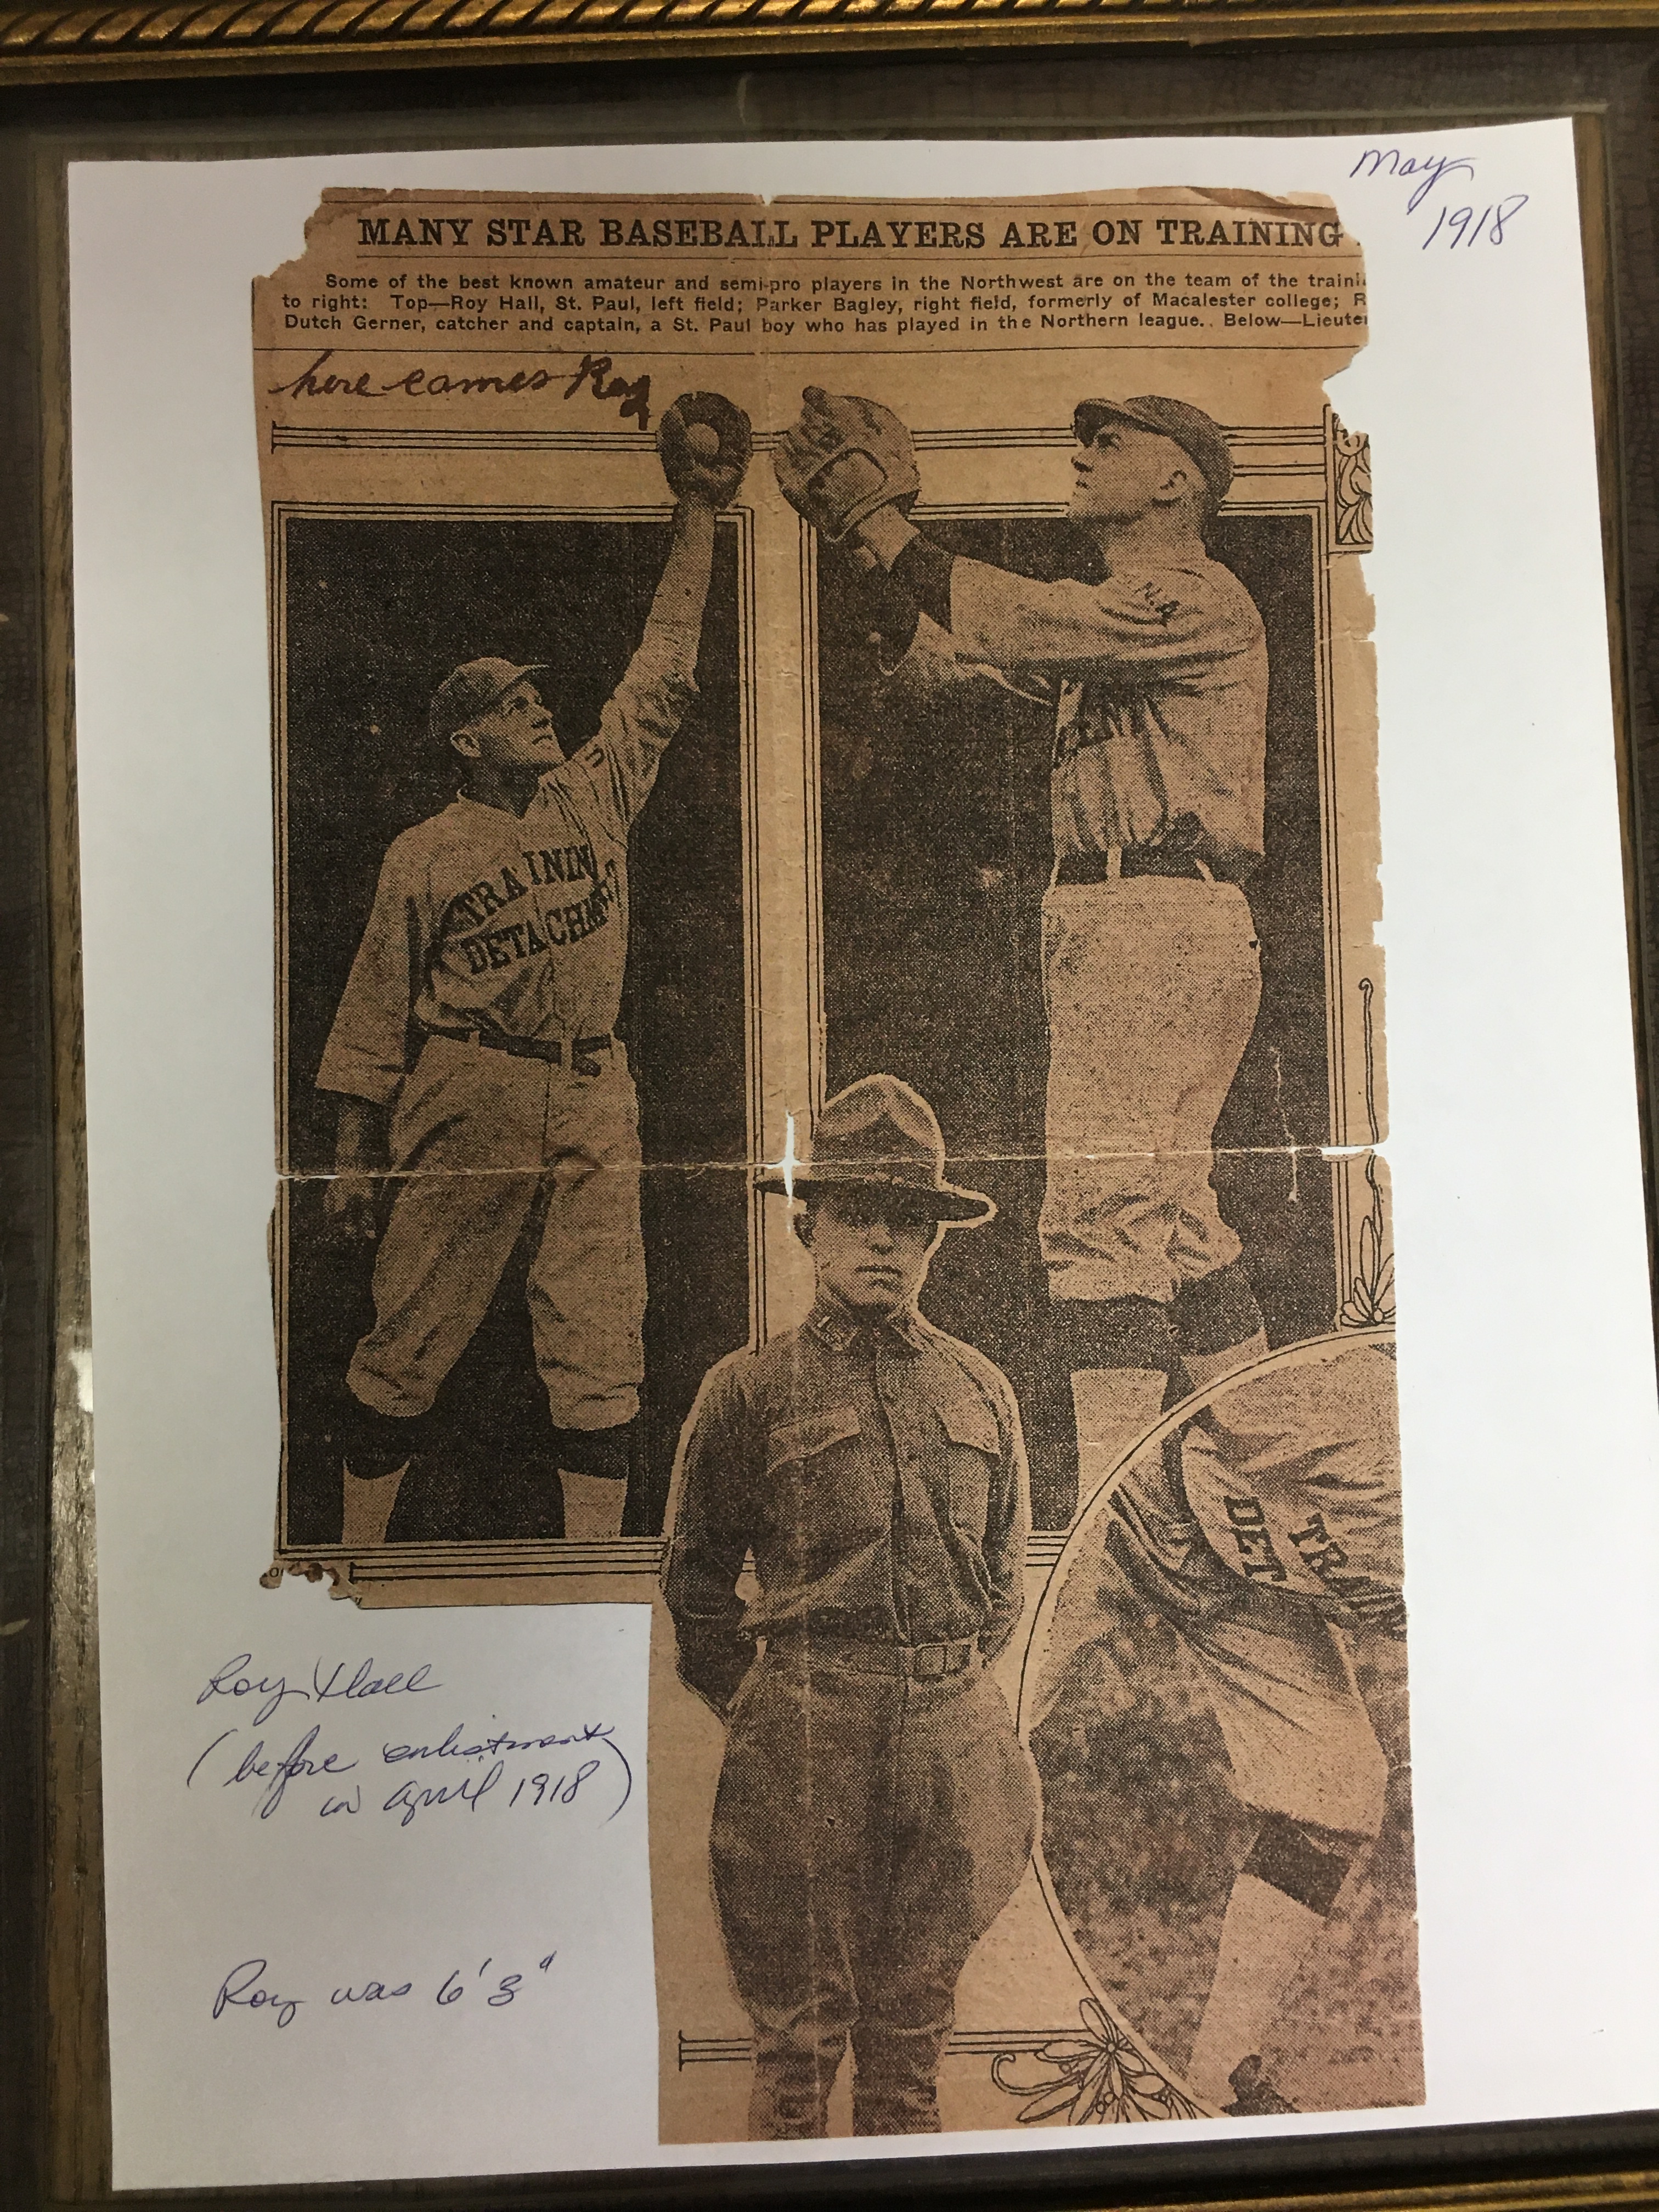 May
1918
MANY STAR BASEBALL PLAYERS ARE ON TRAINING
Some of the best known amateur and semi-pro players in the Northwest are on the team of the traini
to right: Top—Roy Hall, St. Paul, left field; Parker Bagley, right field, formerly of Macalester college; R
Dutch Gerner, catcher and captain, a St. Paul boy who has played in the Northern league. Below—Lieuten
here comes Roy
N.A
ENT
TRAININ
DETACHMENT
U.S
TRAIN
DET
Roy Hall
(before enlistment
in April 1918)
Roy was 6'3"